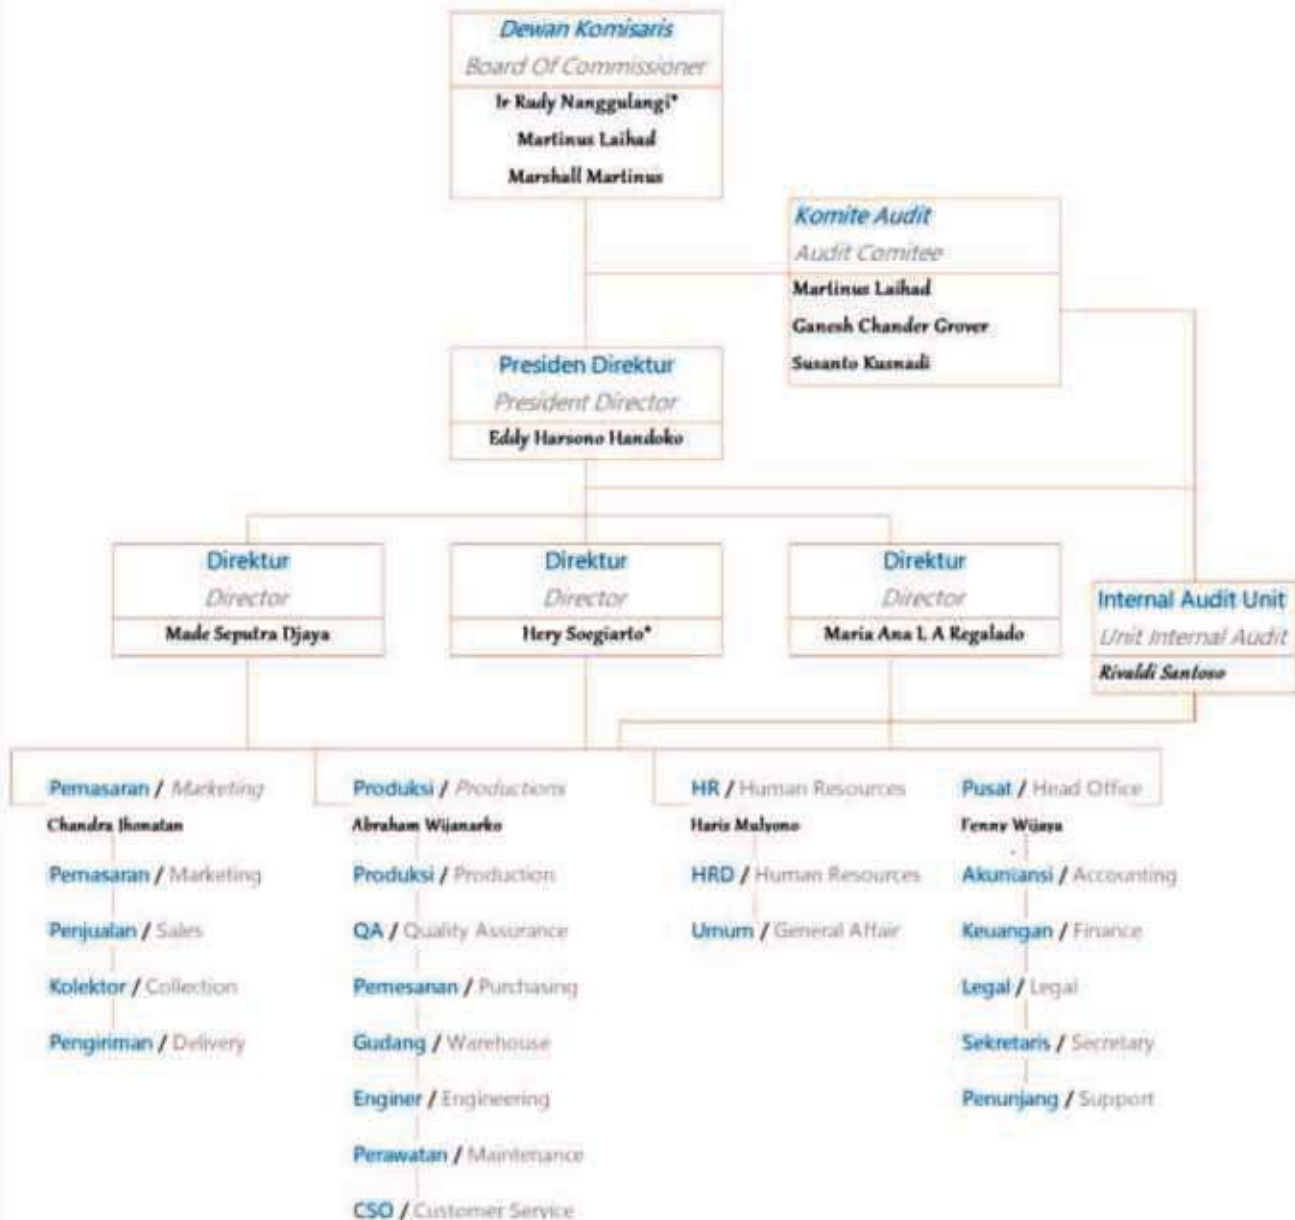 Dewan Komisaris
Board Of Commissioner
Ir Rudy Nanggulangi*
Martinus Laihad
Marshall Martinus
Komite Audit
Audit Comitee
Martinus Laihad
Ganesh Chander Grover
Susanto Kusnadi
Presiden Direktur
President Director
Eddy Harsono Handoko
Direktur
Director
Made Seputra Djaya
Direktur
Director
Hery Soegiarto*
Direktur
Director
Maria Ana L A Regalado
Internal Audit Unit
Unit Internal Audit
Rivaldi Santoso
Pemasaran / Marketing
Chandra Jhonatan
Pemasaran / Marketing
Penjualan / Sales
Kolektor / Collection
Pengiriman / Delivery
Produksi / Productions
Abraham Wijanarko
Produksi / Production
QA / Quality Assurance
Pemesanan / Purchasing
Gudang / Warehouse
Enginer / Engineering
Perawatan / Maintenance
CSO / Customer Service
HR / Human Resources
Haris Mulyono
HRD / Human Resources
Umum / General Affair
Pusat / Head Office
Fenny Wijaya
Akuntansi / Accounting
Keuangan / Finance
Legal / Legal
Sekretaris / Secretary
Penunjang / Support